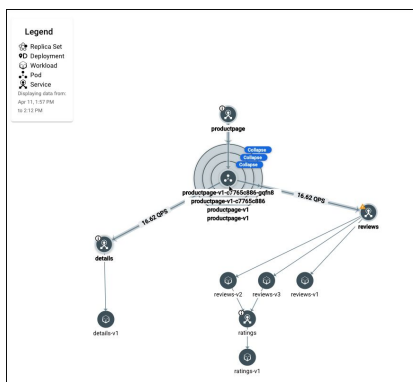 Legend
Replica Set
Deployment
Workload
Pod
Service
Displaying data from:
Apr 11, 1:57 PM
to 2:12 PM
productpage
Collapse
Collapse
Collapse
productpage-v1-c7765c886-gqfn8
productpage-v1-c7765c886
productpage-v1
productpage-v1
16.62 QPS
16.62 QPS
details
reviews
reviews-v2
reviews-v3
reviews-v1
details-v1
ratings
ratings-v1